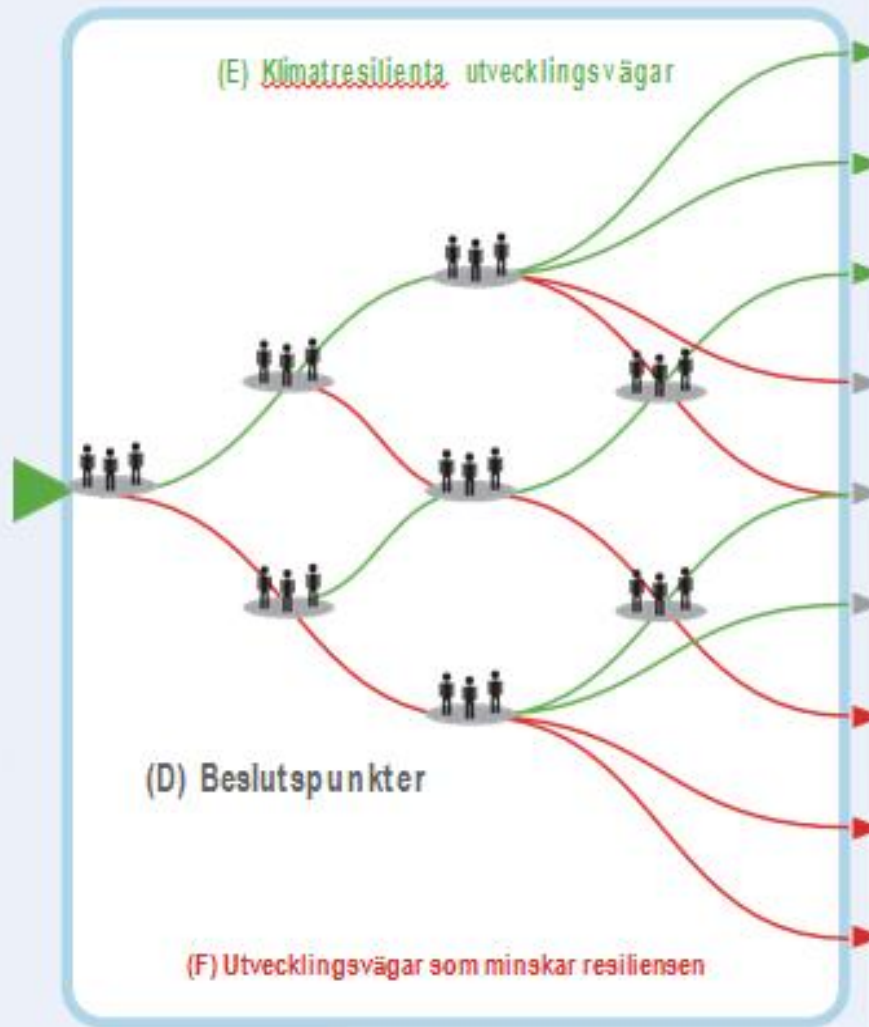 (E) Klimatresilienta utvecklingsvägar
(D) Beslutspunkter
(F) Utvecklingsvägar som minskar resiliensen